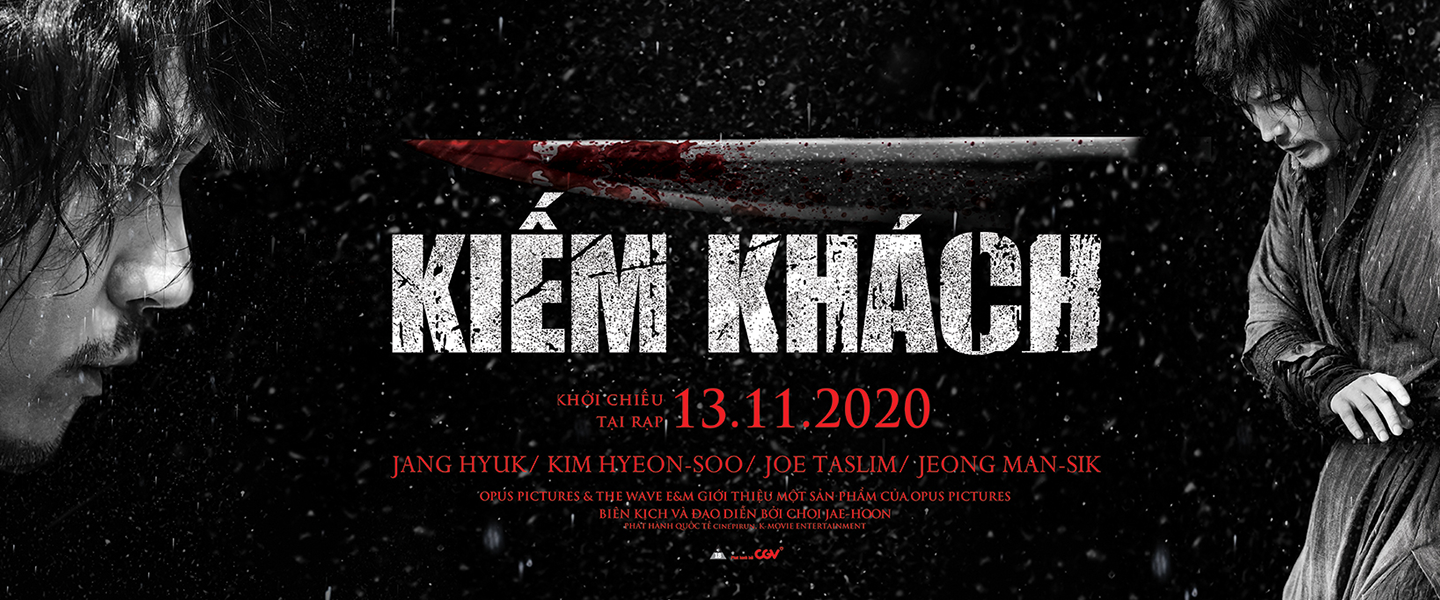 KIẾM KHÁCH
KHỞI CHIẾU
TẠI RẠP
13.11.2020
JANG HYUK/ KIM HYEON-SOO/ JOE TASLIM/ JEONG MAN-SIK
OPUS PICTURES & THE WAVE E&M GIỚI THIỆU MỘT SẢN PHẨM CỦA OPUS PICTURES
BIÊN KỊCH VÀ ĐẠO DIỄN BỞI CHOI JAE-HOON
PHÁT HÀNH QUỐC TẾ CINEPIRUN, K-MOVIE ENTERTAINMENT
CGV